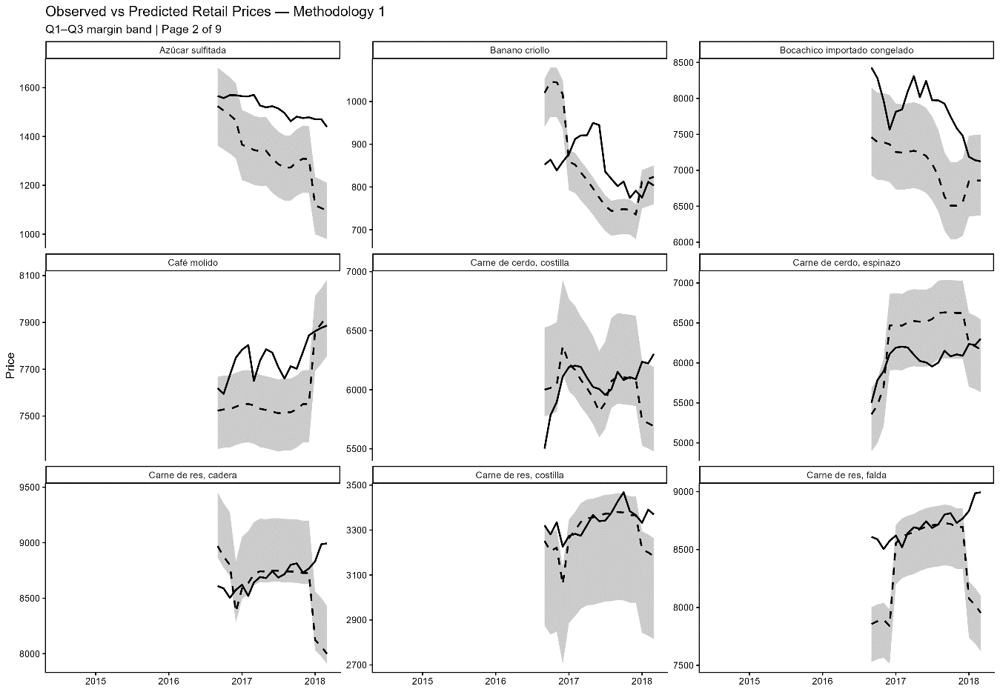 Observed vs Predicted Retail Prices — Methodology 1
Q1–Q3 margin band | Page 2 of 9
Azúcar sulfitada
Banano criollo
Bocachico importado congelado
1600
1400
1200
1000
1000
900
800
700
8500
8000
7500
7000
6500
6000
Café molido
Carne de cerdo, costilla
Carne de cerdo, espinazo
Price
8100
7900
7700
7500
7000
6500
6000
5500
7000
6500
6000
5500
5000
Carne de res, cadera
Carne de res, costilla
Carne de res, falda
9500
9000
8500
8000
3500
3300
3100
2900
2700
9000
8500
8000
7500
2015 2016 2017 2018
2015 2016 2017 2018
2015 2016 2017 2018